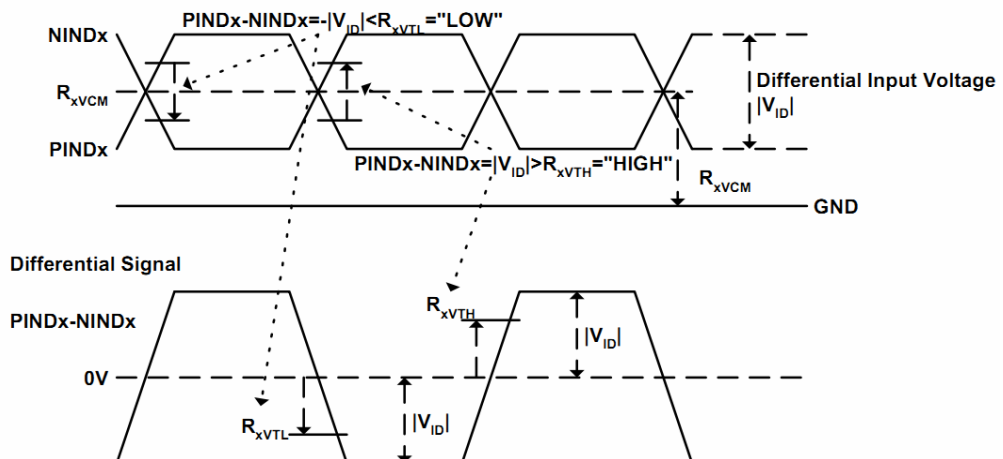 PINDx-NINDx=-|VID|<RxVTL="LOW"
NINDx
RxVCM
PINDx
Differential Input Voltage
|VID|
PINDx-NINDx=|VID|>RxVTH="HIGH"
RxVCM
GND
Differential Signal
PINDx-NINDx
RxVTH
|VID|
0V
RxVTL
|VID|